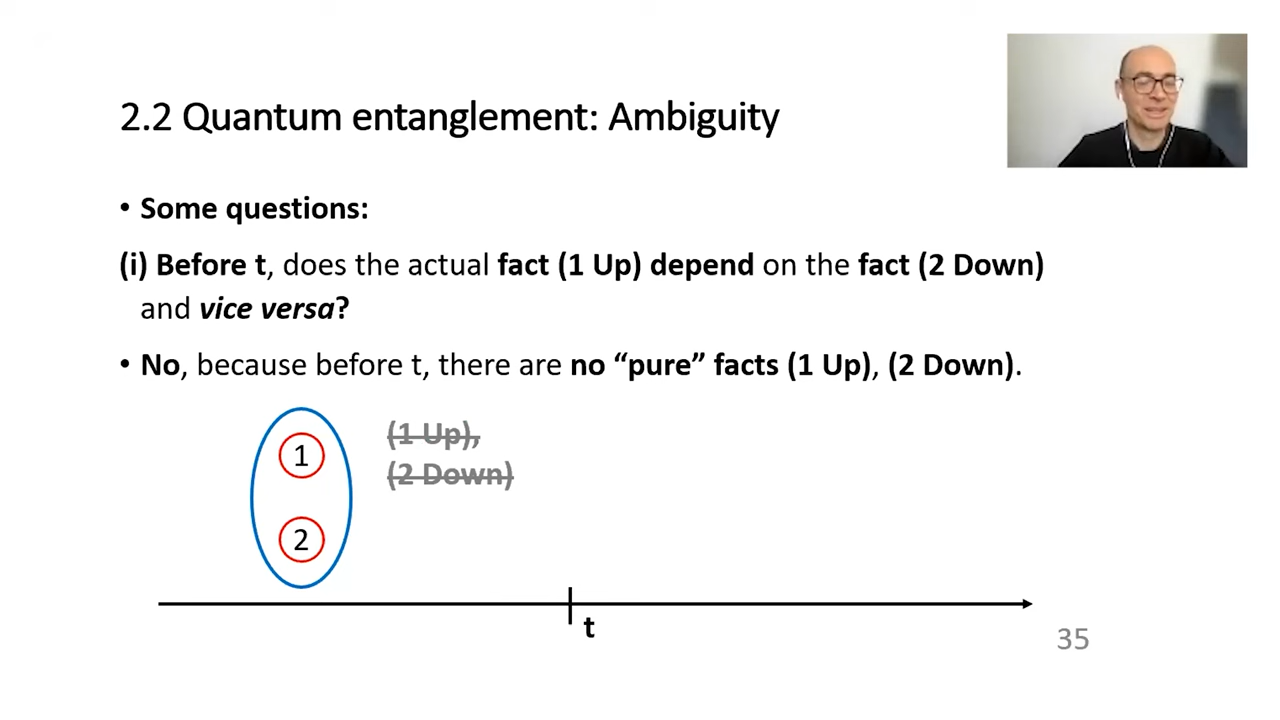 2.2 Quantum entanglement: Ambiguity
• Some questions:
(i) Before t, does the actual fact (1 Up) depend on the fact (2 Down)
and vice versa?
• No, because before t, there are no “pure” facts (1 Up), (2 Down).
(1 Up),
(2 Down)
1
2
t
35